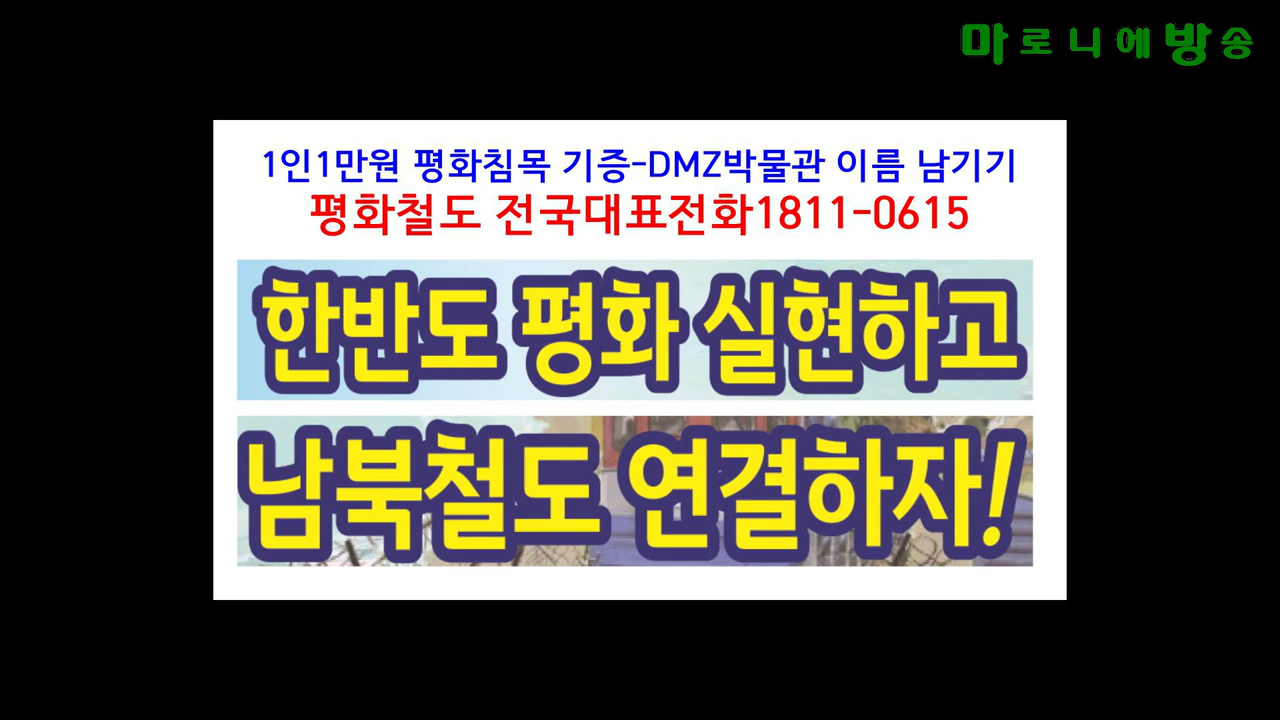 마로니에방송
1인1만원 평화침목 기증-DMZ박물관 이름 남기기
평화철도 전국대표전화1811-0615
한반도 평화 실현하고
남북철도 연결하자!